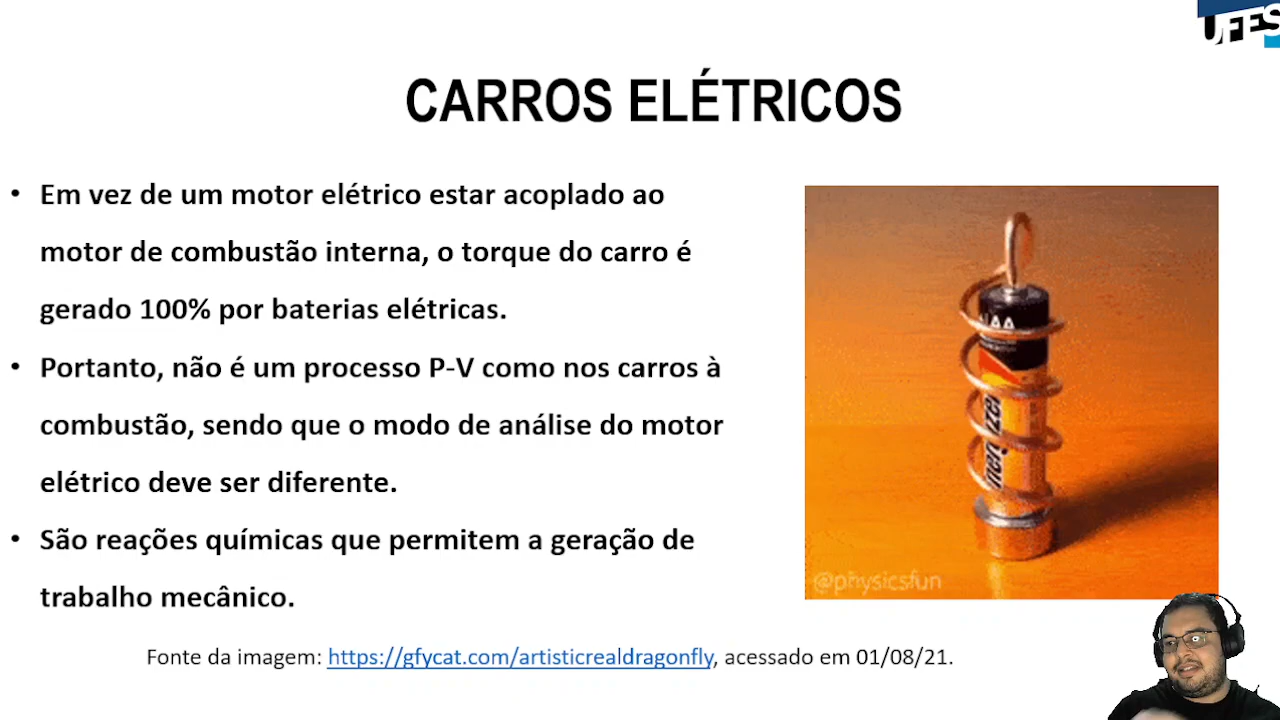 UFES
CARROS ELÉTRICOS
• Em vez de um motor elétrico estar acoplado ao
motor de combustão interna, o torque do carro é
gerado 100% por baterias elétricas.
• Portanto, não é um processo P-V como nos carros à
combustão, sendo que o modo de análise do motor
elétrico deve ser diferente.
• São reações químicas que permitem a geração de
trabalho mecânico.
AA
nergizer
@physicsfun
Fonte da imagem: https://gfycat.com/artisticrealdragonfly, acessado em 01/08/21.